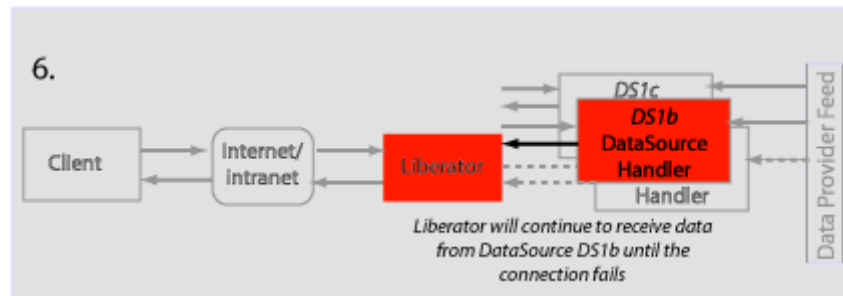 6.
DS1c
DS1b
DataSource
Handler
Handler
Client
Internet/
intranet
Liberator
Data Provider Feed
Liberator will continue to receive data
from DataSource DS1b until the
connection fails